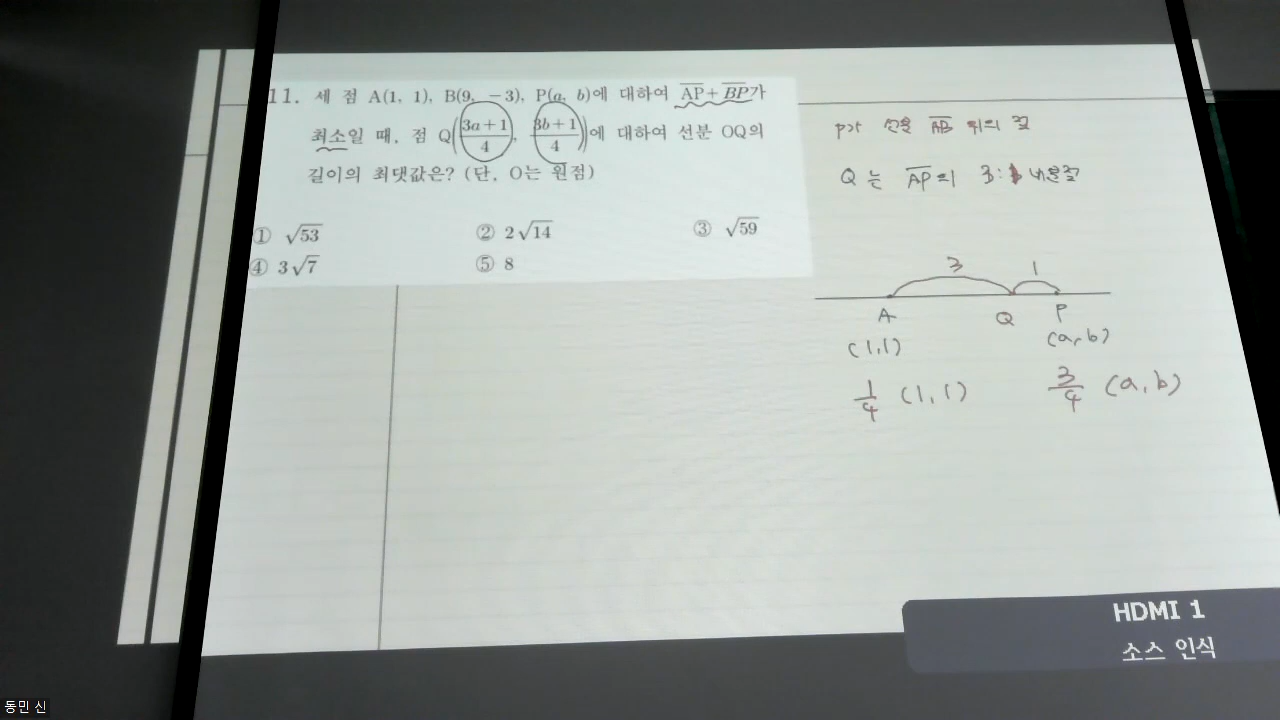 11. 세 점 A(1, 1), B(9, −3), P(a, b)에 대하여 AP+BP가
최소일 때, 점 Q(3a+1/4, 3b+1/4)에 대하여 선분 OQ의
길이의 최댓값은? (단, O는 원점)
① √53 ② 2√14 ③ √59
④ 3√7 ⑤ 8
P가 선분 AB 위의 점
Q 는 AP의 3:1 내분점
3 1
A Q P
(1,1) (a,b)
1/4 (1,1) 3/4 (a,b)
HDMI 1
소스 인식
동민 신